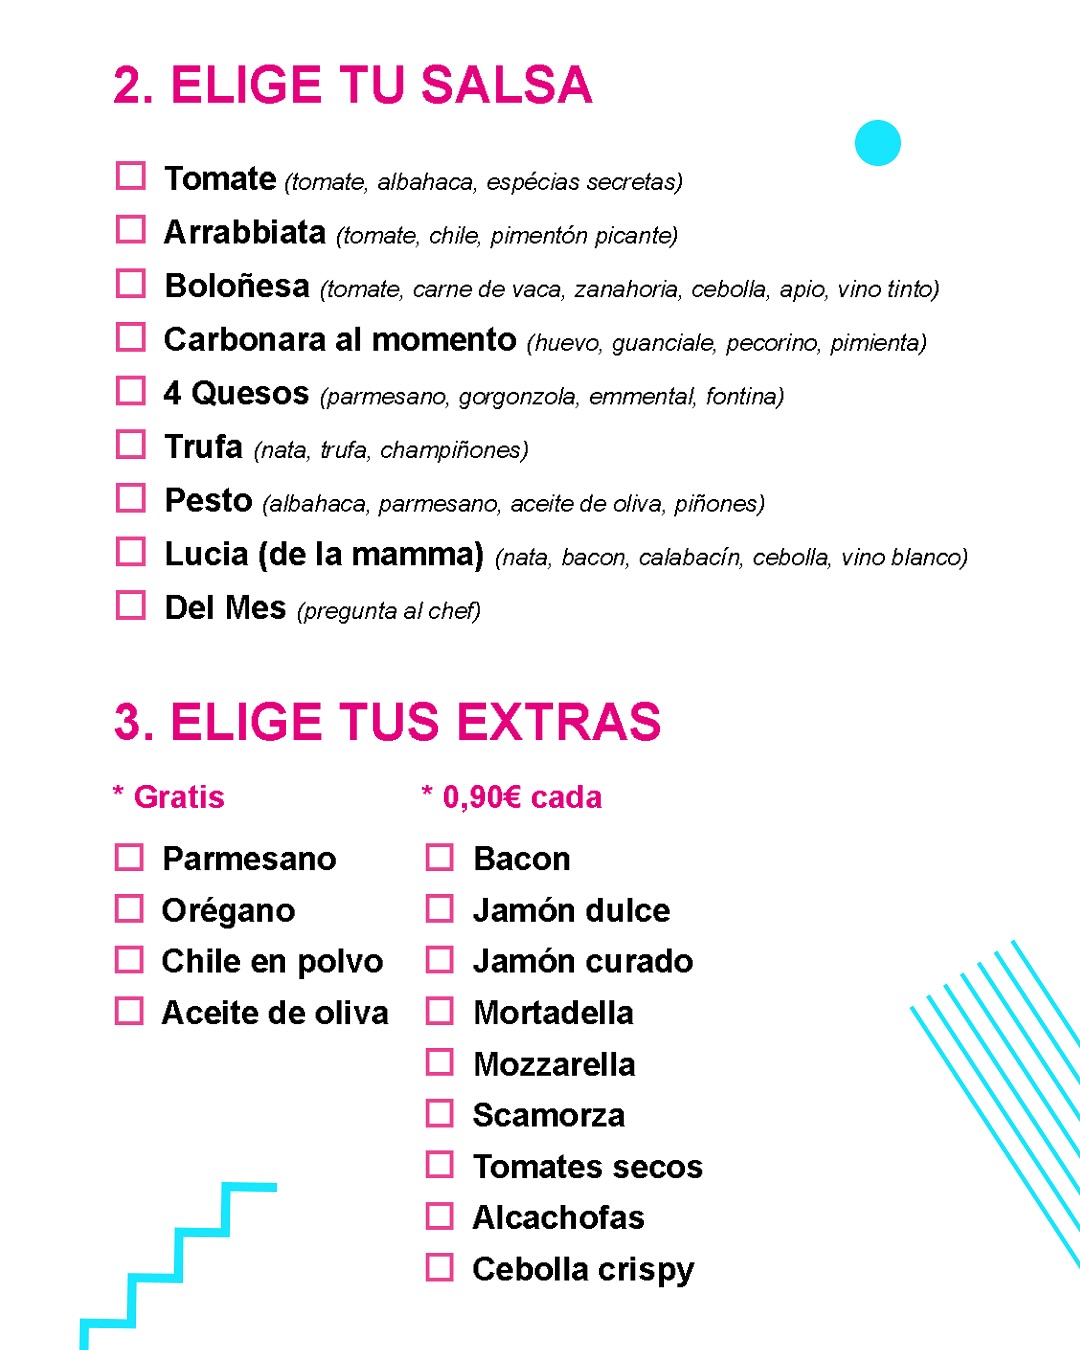 2. ELIGE TU SALSA
Tomate (tomate, albahaca, espécias secretas)
Arrabbiata (tomate, chile, pimentón picante)
Boloñesa (tomate, carne de vaca, zanahoria, cebolla, apio, vino tinto)
Carbonara al momento (huevo, guanciale, pecorino, pimienta)
4 Quesos (parmesano, gorgonzola, emmental, fontina)
Trufa (nata, trufa, champiñones)
Pesto (albahaca, parmesano, aceite de oliva, piñones)
Lucia (de la mamma) (nata, bacon, calabacín, cebolla, vino blanco)
Del Mes (pregunta al chef)
3. ELIGE TUS EXTRAS
* Gratis
Parmesano
Orégano
Chile en polvo
Aceite de oliva
* 0,90€ cada
Bacon
Jamón dulce
Jamón curado
Mortadella
Mozzarella
Scamorza
Tomates secos
Alcachofas
Cebolla crispy